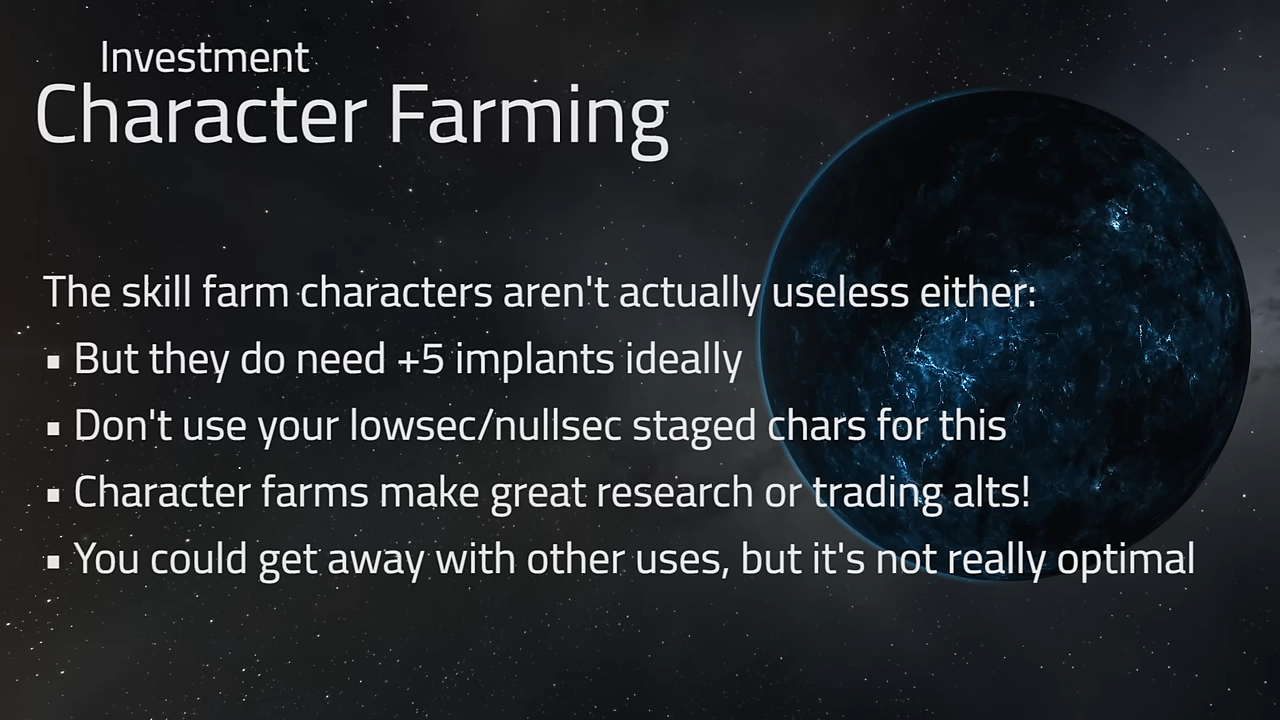 Investment
Character Farming
The skill farm characters aren't actually useless either:
▪ But they do need +5 implants ideally
▪ Don't use your lowsec/nullsec staged chars for this
▪ Character farms make great research or trading alts!
▪ You could get away with other uses, but it's not really optimal